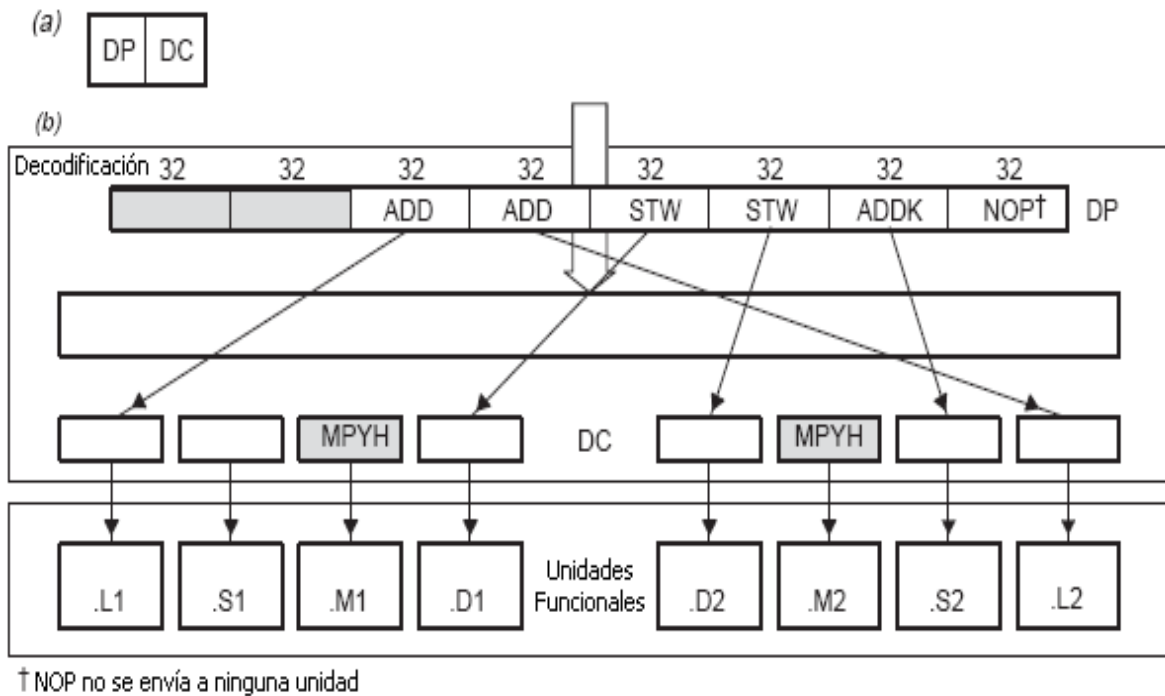 (a)
DP DC
(b)
Decodificación
32 32 32 32 32 32 32 32
ADD ADD STW STW ADDK NOP† DP
MPYH DC MPYH
.L1 .S1 .M1 .D1 Unidades Funcionales .D2 .M2 .S2 .L2
† NOP no se envía a ninguna unidad